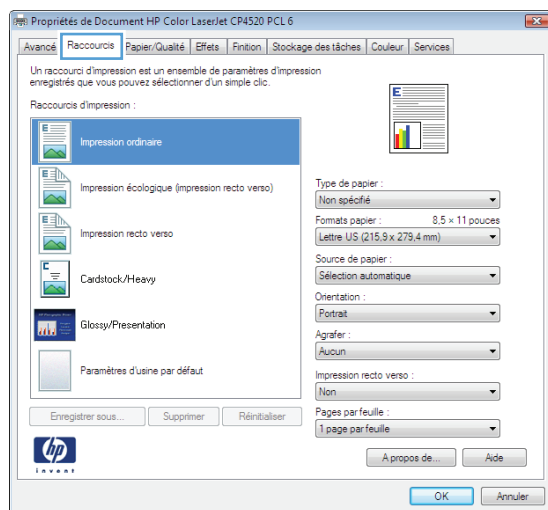 Propriétés de Document HP Color LaserJet CP4520 PCL 6
Avancé Raccourcis Papier/Qualité Effets Finition Stockage des tâches Couleur Services
Un raccourci d'impression est un ensemble de paramètres d'impression
enregistrés que vous pouvez sélectionner d'un simple clic.
Raccourcis d'impression :
Impression ordinaire
Impression écologique (impression recto verso)
Impression recto verso
Cardstock/Heavy
Glossy/Presentation
Paramètres d'usine par défaut
Enregistrer sous... Supprimer Réinitialiser
E
Type de papier :
Non spécifié
Formats papier : 8,5 × 11 pouces
Lettre US (215,9 x 279,4 mm)
Source de papier :
Sélection automatique
Orientation :
Portrait
Agrafer :
Aucun
Impression recto verso :
Non
Pages par feuille :
1 page par feuille
hp
invent
A propos de... Aide
OK Annuler